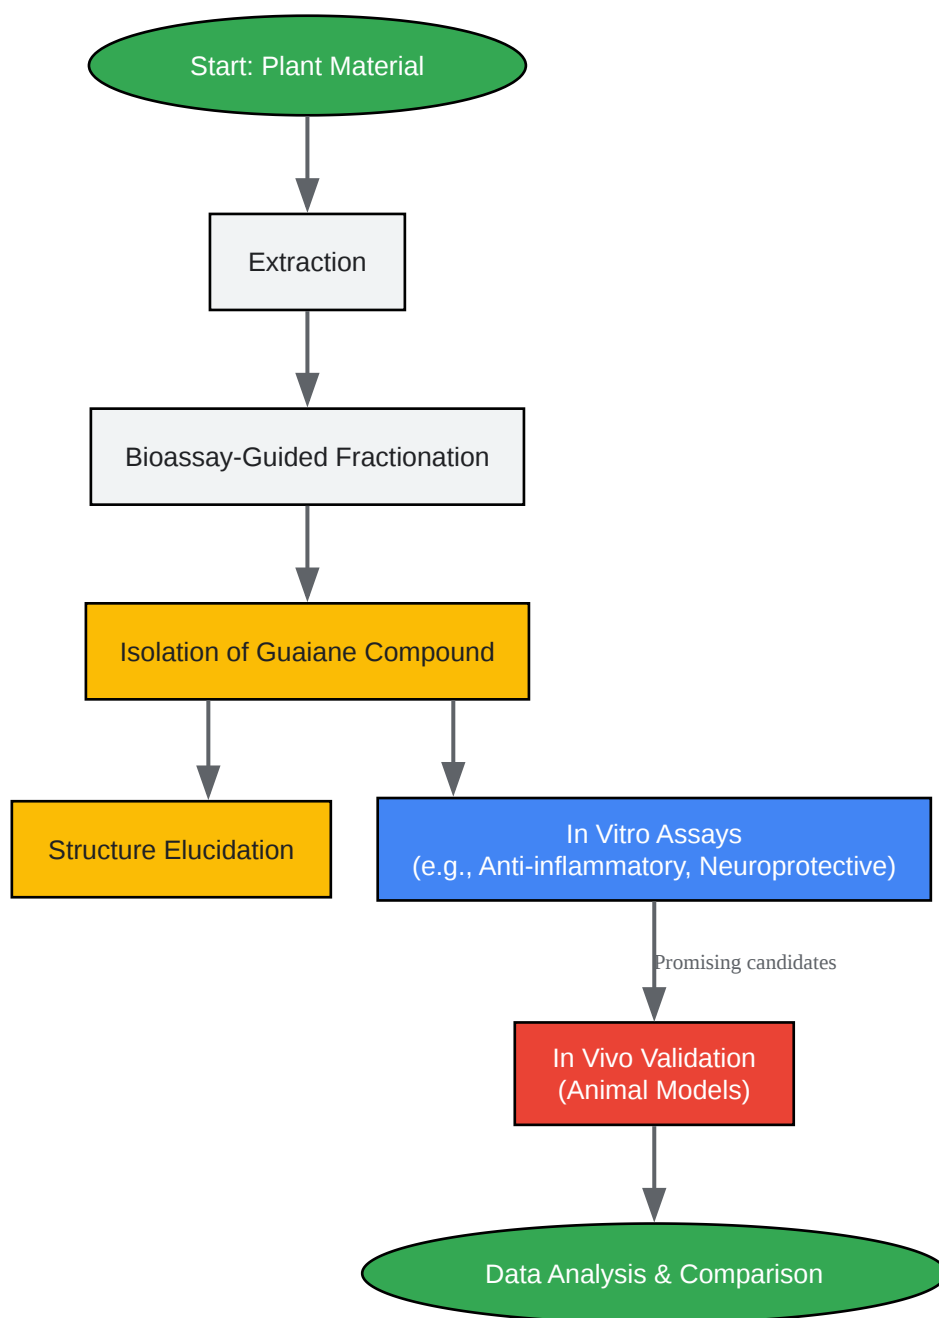 Start: Plant Material
Extraction
Bioassay-Guided Fractionation
Isolation of Guaiane Compound
Structure Elucidation
In Vitro Assays
(e.g., Anti-inflammatory, Neuroprotective)
Promising candidates
In Vivo Validation
(Animal Models)
Data Analysis & Comparison